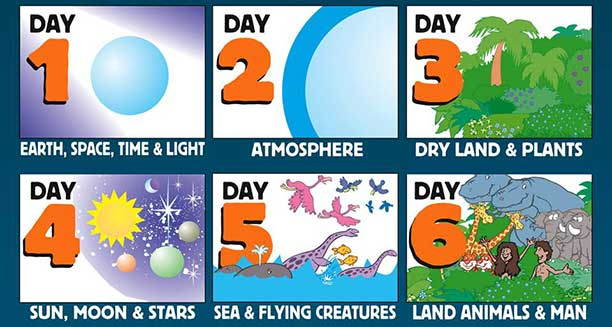 DAY
1
EARTH, SPACE, TIME & LIGHT
DAY
2
ATMOSPHERE
DAY
3
DRY LAND & PLANTS
DAY
4
SUN, MOON & STARS
DAY
5
SEA & FLYING CREATURES
DAY
6
LAND ANIMALS & MAN